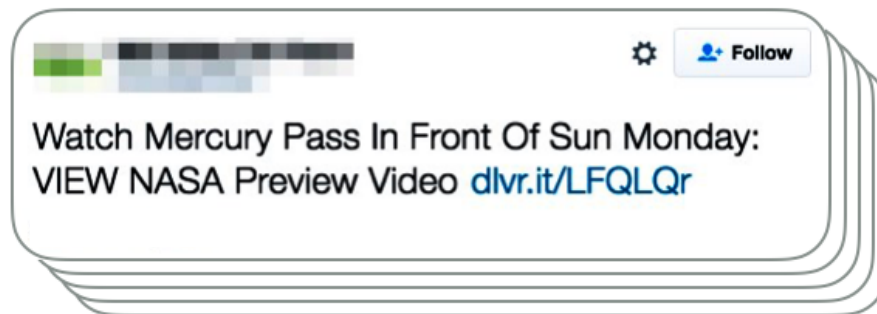 Follow
Watch Mercury Pass In Front Of Sun Monday:
VIEW NASA Preview Video dlvr.it/LFQLQr